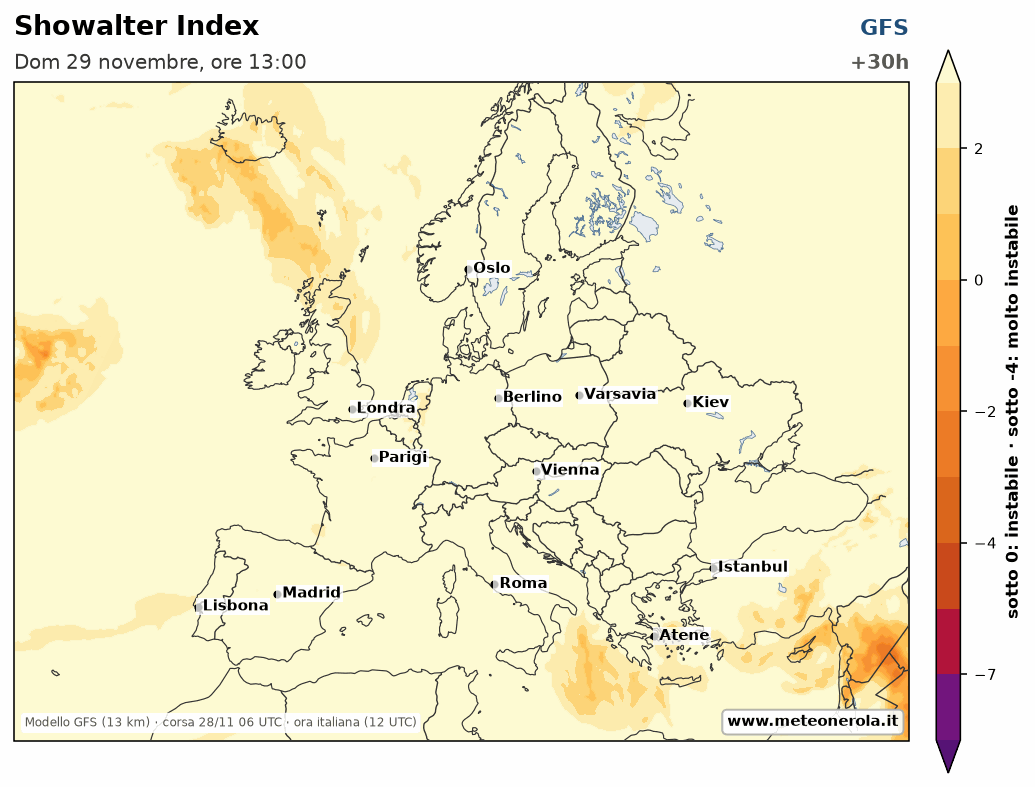 Showalter Index
GFS
Dom 29 novembre, ore 13:00
+30h
Oslo
Berlino
Varsavia
Kiev
Londra
Parigi
Vienna
Istanbul
Roma
Madrid
Lisbona
Atene
Modello GFS (13 km) · corsa 28/11 06 UTC · ora italiana (12 UTC)
www.meteonerola.it
2
0
−2
−4
−7
sotto 0: instabile · sotto -4: molto instabile